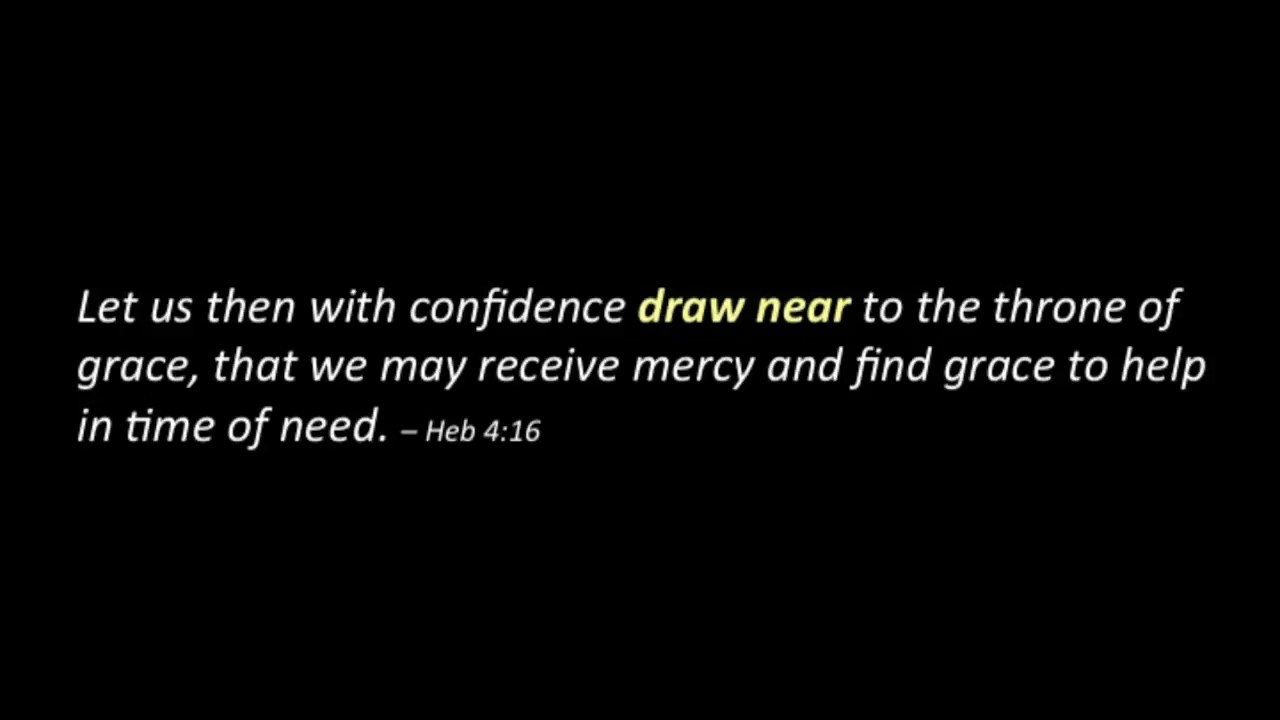 Let us then with confidence draw near to the throne of
grace, that we may receive mercy and find grace to help
in time of need. – Heb 4:16